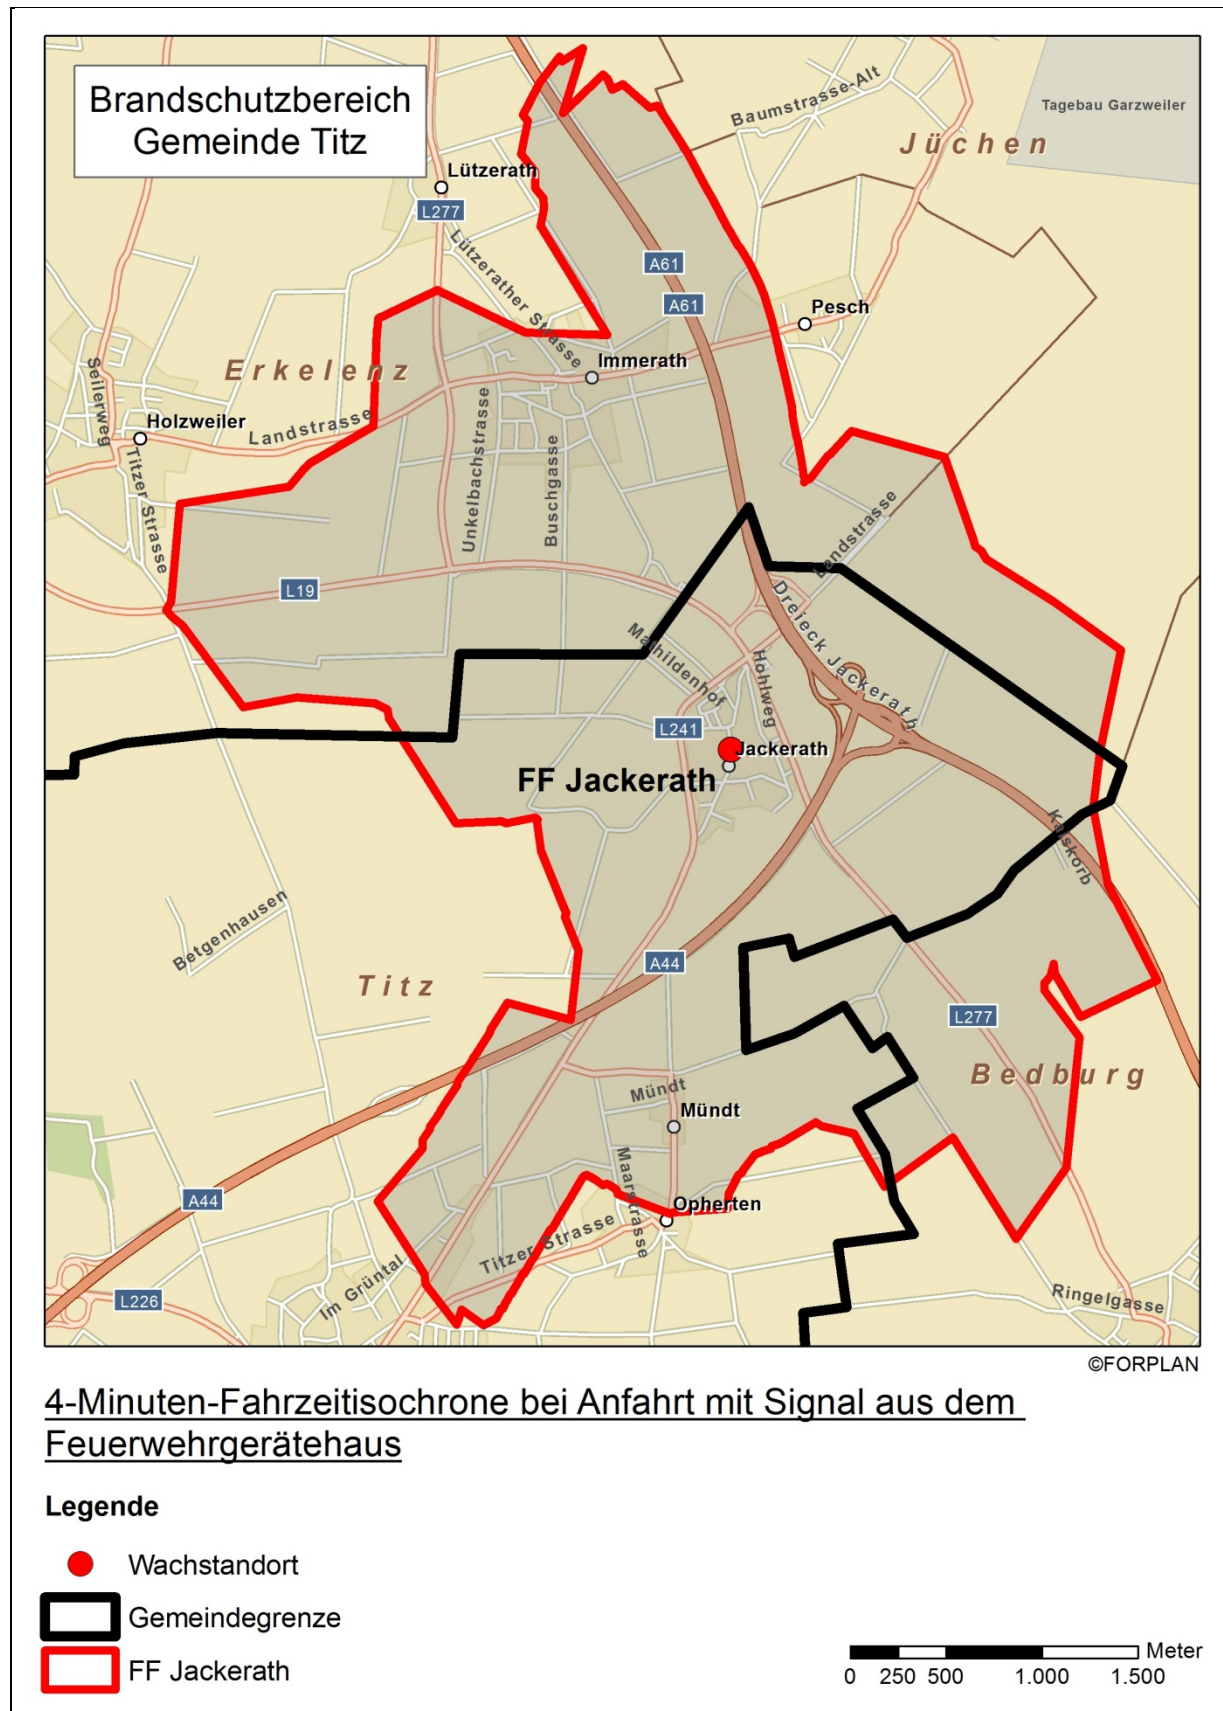 Brandschutzbereich
Gemeinde Titz
Baumstrasse-Alt
Tagebau Garzweiler
Jüchen
Lützerath
L277
Lützerather Strasse
A61
A61
Pesch
Immerath
Erkelenz
Seilerweg
Holzweiler
Landstrasse
Titzer Strasse
Unkelbachstrasse
Buschgasse
Landstrasse
L19
Dreieck Jackerath
Mathildenhof
Hohlweg
L241
Jackerath
FF Jackerath
Kaiskorb
Betgenhausen
Titz
A44
L277
Bedburg
Mündt
Mündt
Maarstrasse
A44
Opherten
Titzer Strasse
Im Grüntal
L226
Ringelgasse
©FORPLAN
4-Minuten-Fahrzeitisochrone bei Anfahrt mit Signal aus dem
Feuerwehrgerätehaus
Legende
Wachstandort
Gemeindegrenze
FF Jackerath
Meter
0 250 500 1.000 1.500